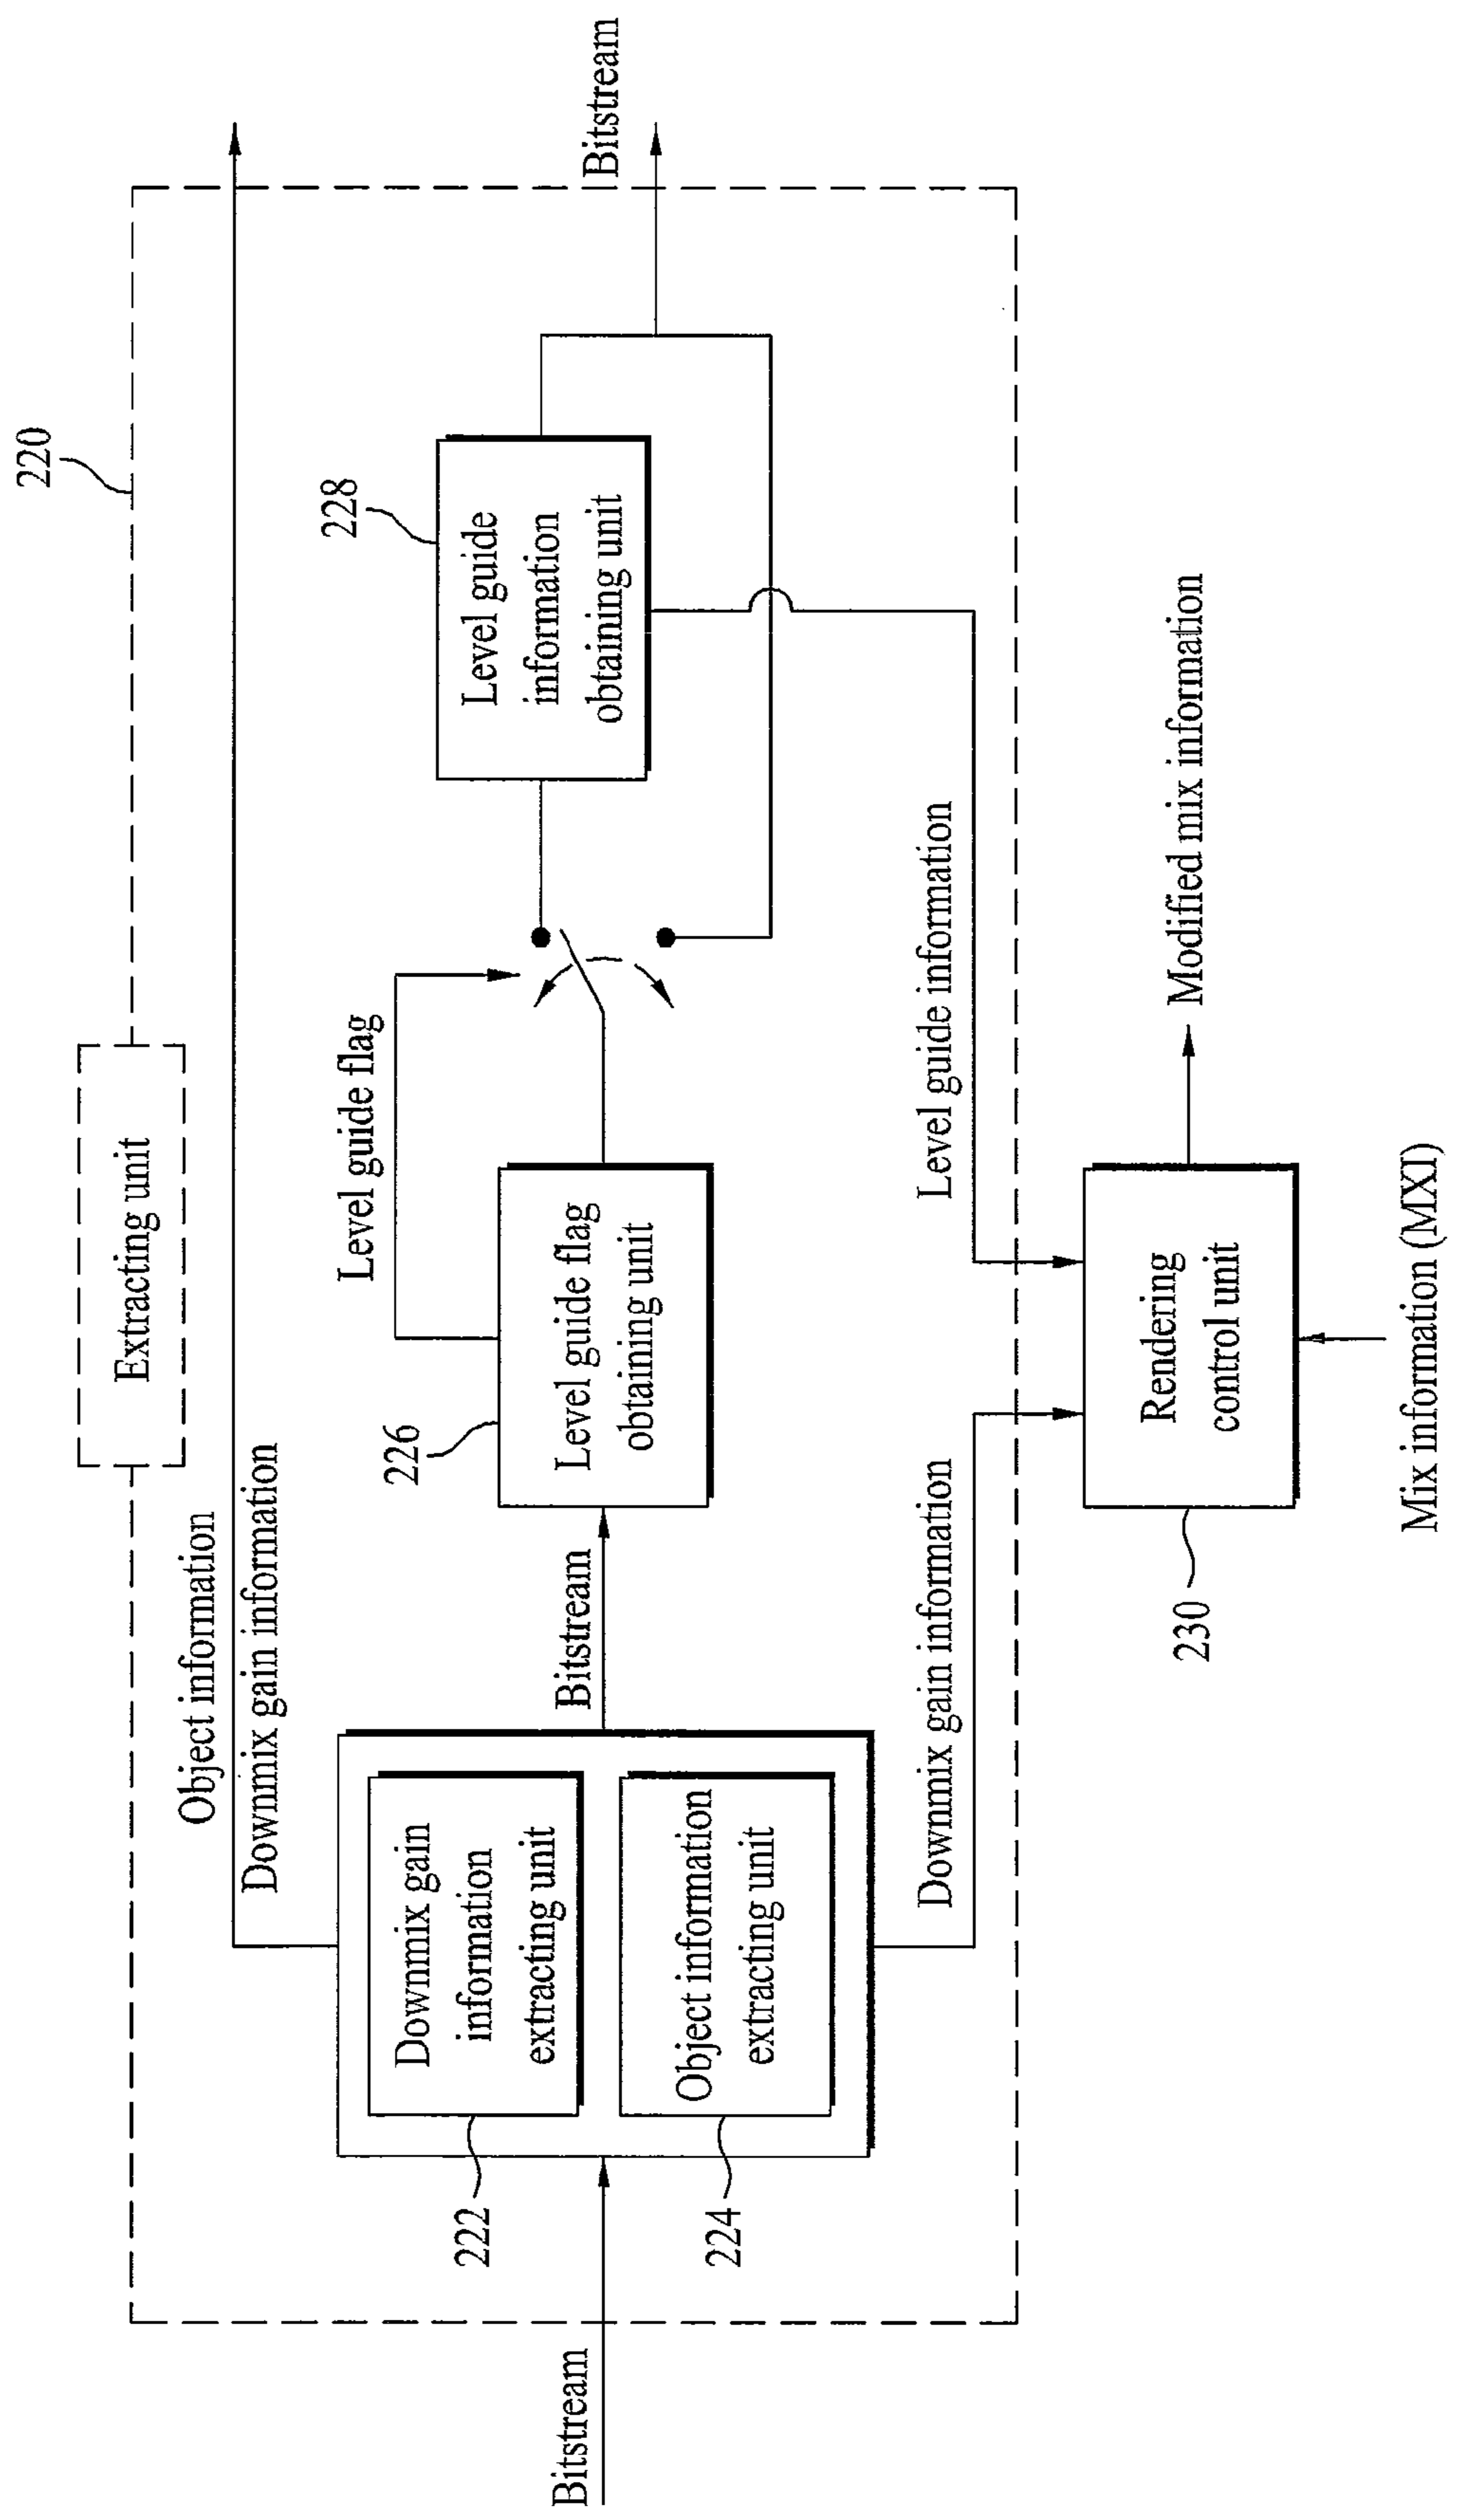 220
Extracting unit
Object information
Downmix gain information
Level guide flag
228
Level guide
information
obtaining unit
226
Level guide flag
obtaining unit
Bitstream
Bitstream
Bitstream
Downmix gain
information
extracting unit
222
Object information
extracting unit
224
Downmix gain information
Level guide information
Rendering
control unit
230
Modified mix information
Mix information (MXI)